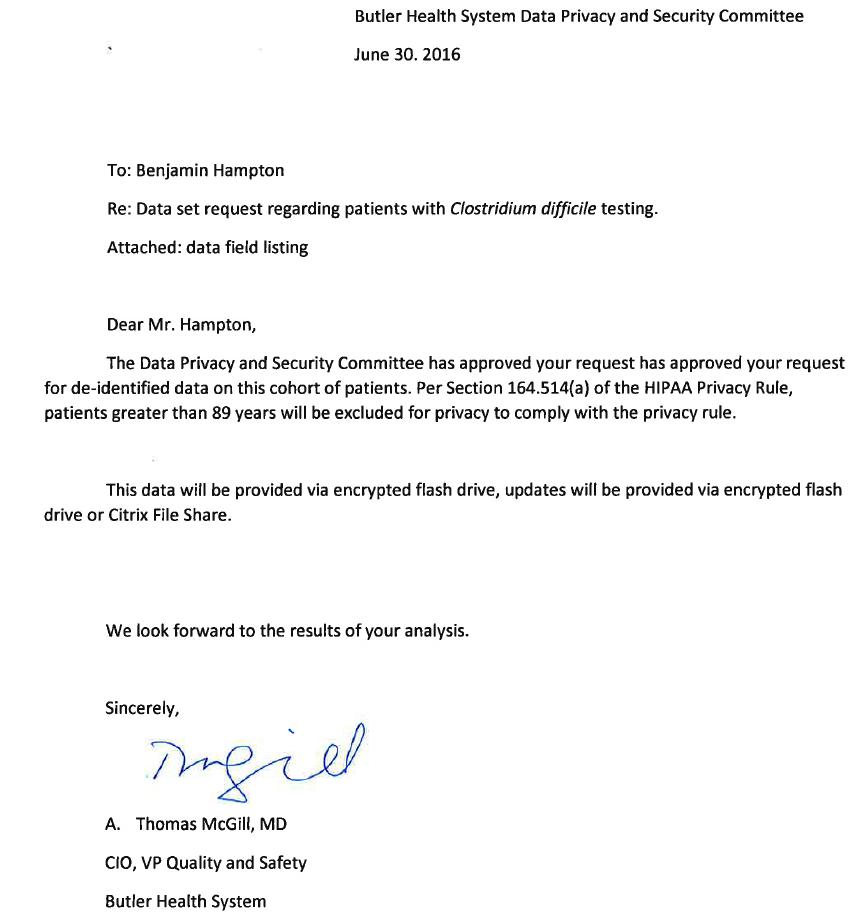 Butler Health System Data Privacy and Security Committee
June 30. 2016
To: Benjamin Hampton
Re: Data set request regarding patients with Clostridium difficile testing.
Attached: data field listing
Dear Mr. Hampton,
The Data Privacy and Security Committee has approved your request has approved your request
for de-identified data on this cohort of patients. Per Section 164.514(a) of the HIPAA Privacy Rule,
patients greater than 89 years will be excluded for privacy to comply with the privacy rule.
This data will be provided via encrypted flash drive, updates will be provided via encrypted flash
drive or Citrix File Share.
We look forward to the results of your analysis.
Sincerely,
A. Thomas McGill, MD
CIO, VP Quality and Safety
Butler Health System